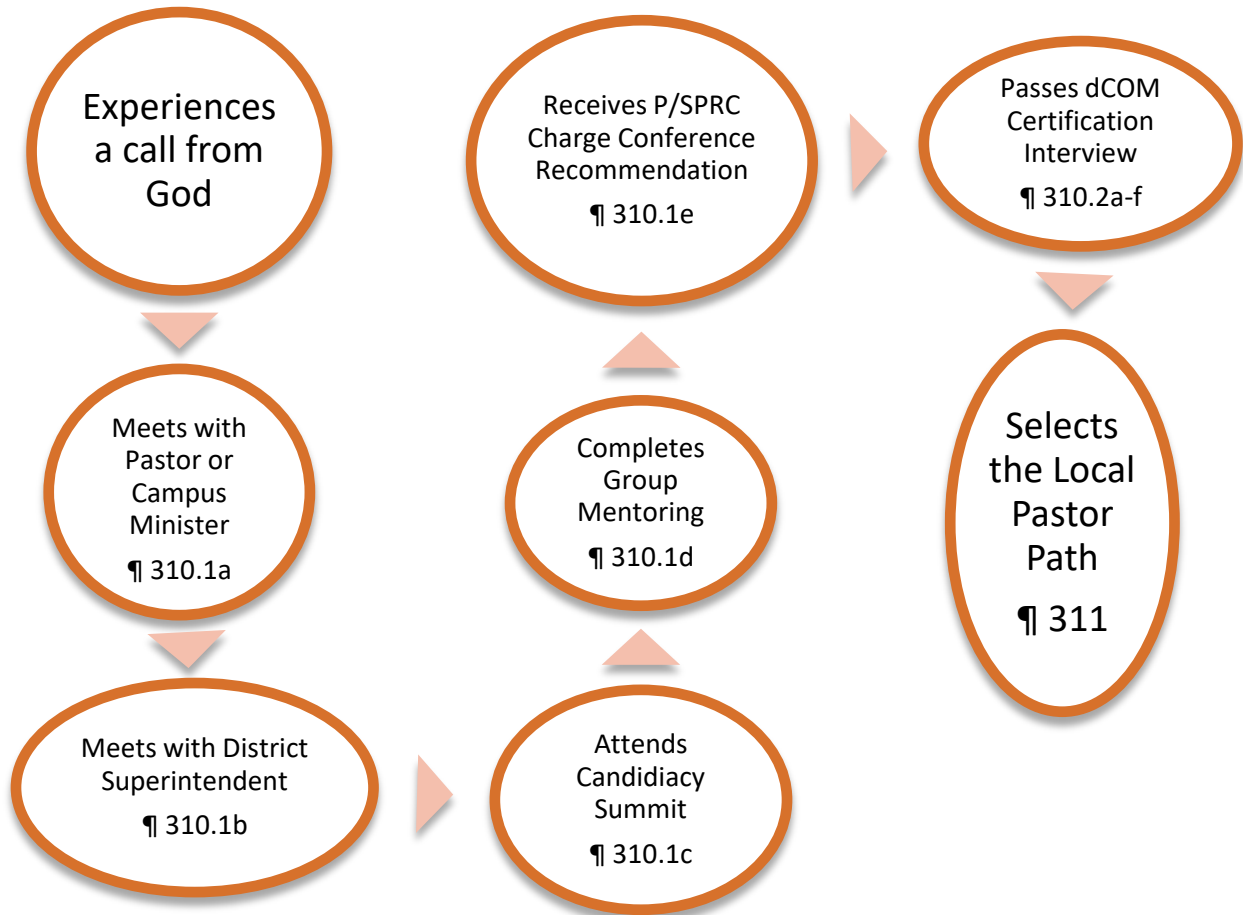 Experiences
a call from
God
Meets with
Pastor or
Campus
Minister
¶ 310.1a
Meets with District
Superintendent
¶ 310.1b
Attends
Candidiacy
Summit
¶ 310.1c
Completes
Group
Mentoring
¶ 310.1d
Receives P/SPRC
Charge Conference
Recommendation
¶ 310.1e
Passes dCOM
Certification
Interview
¶ 310.2a-f
Selects
the Local
Pastor
Path
¶ 311